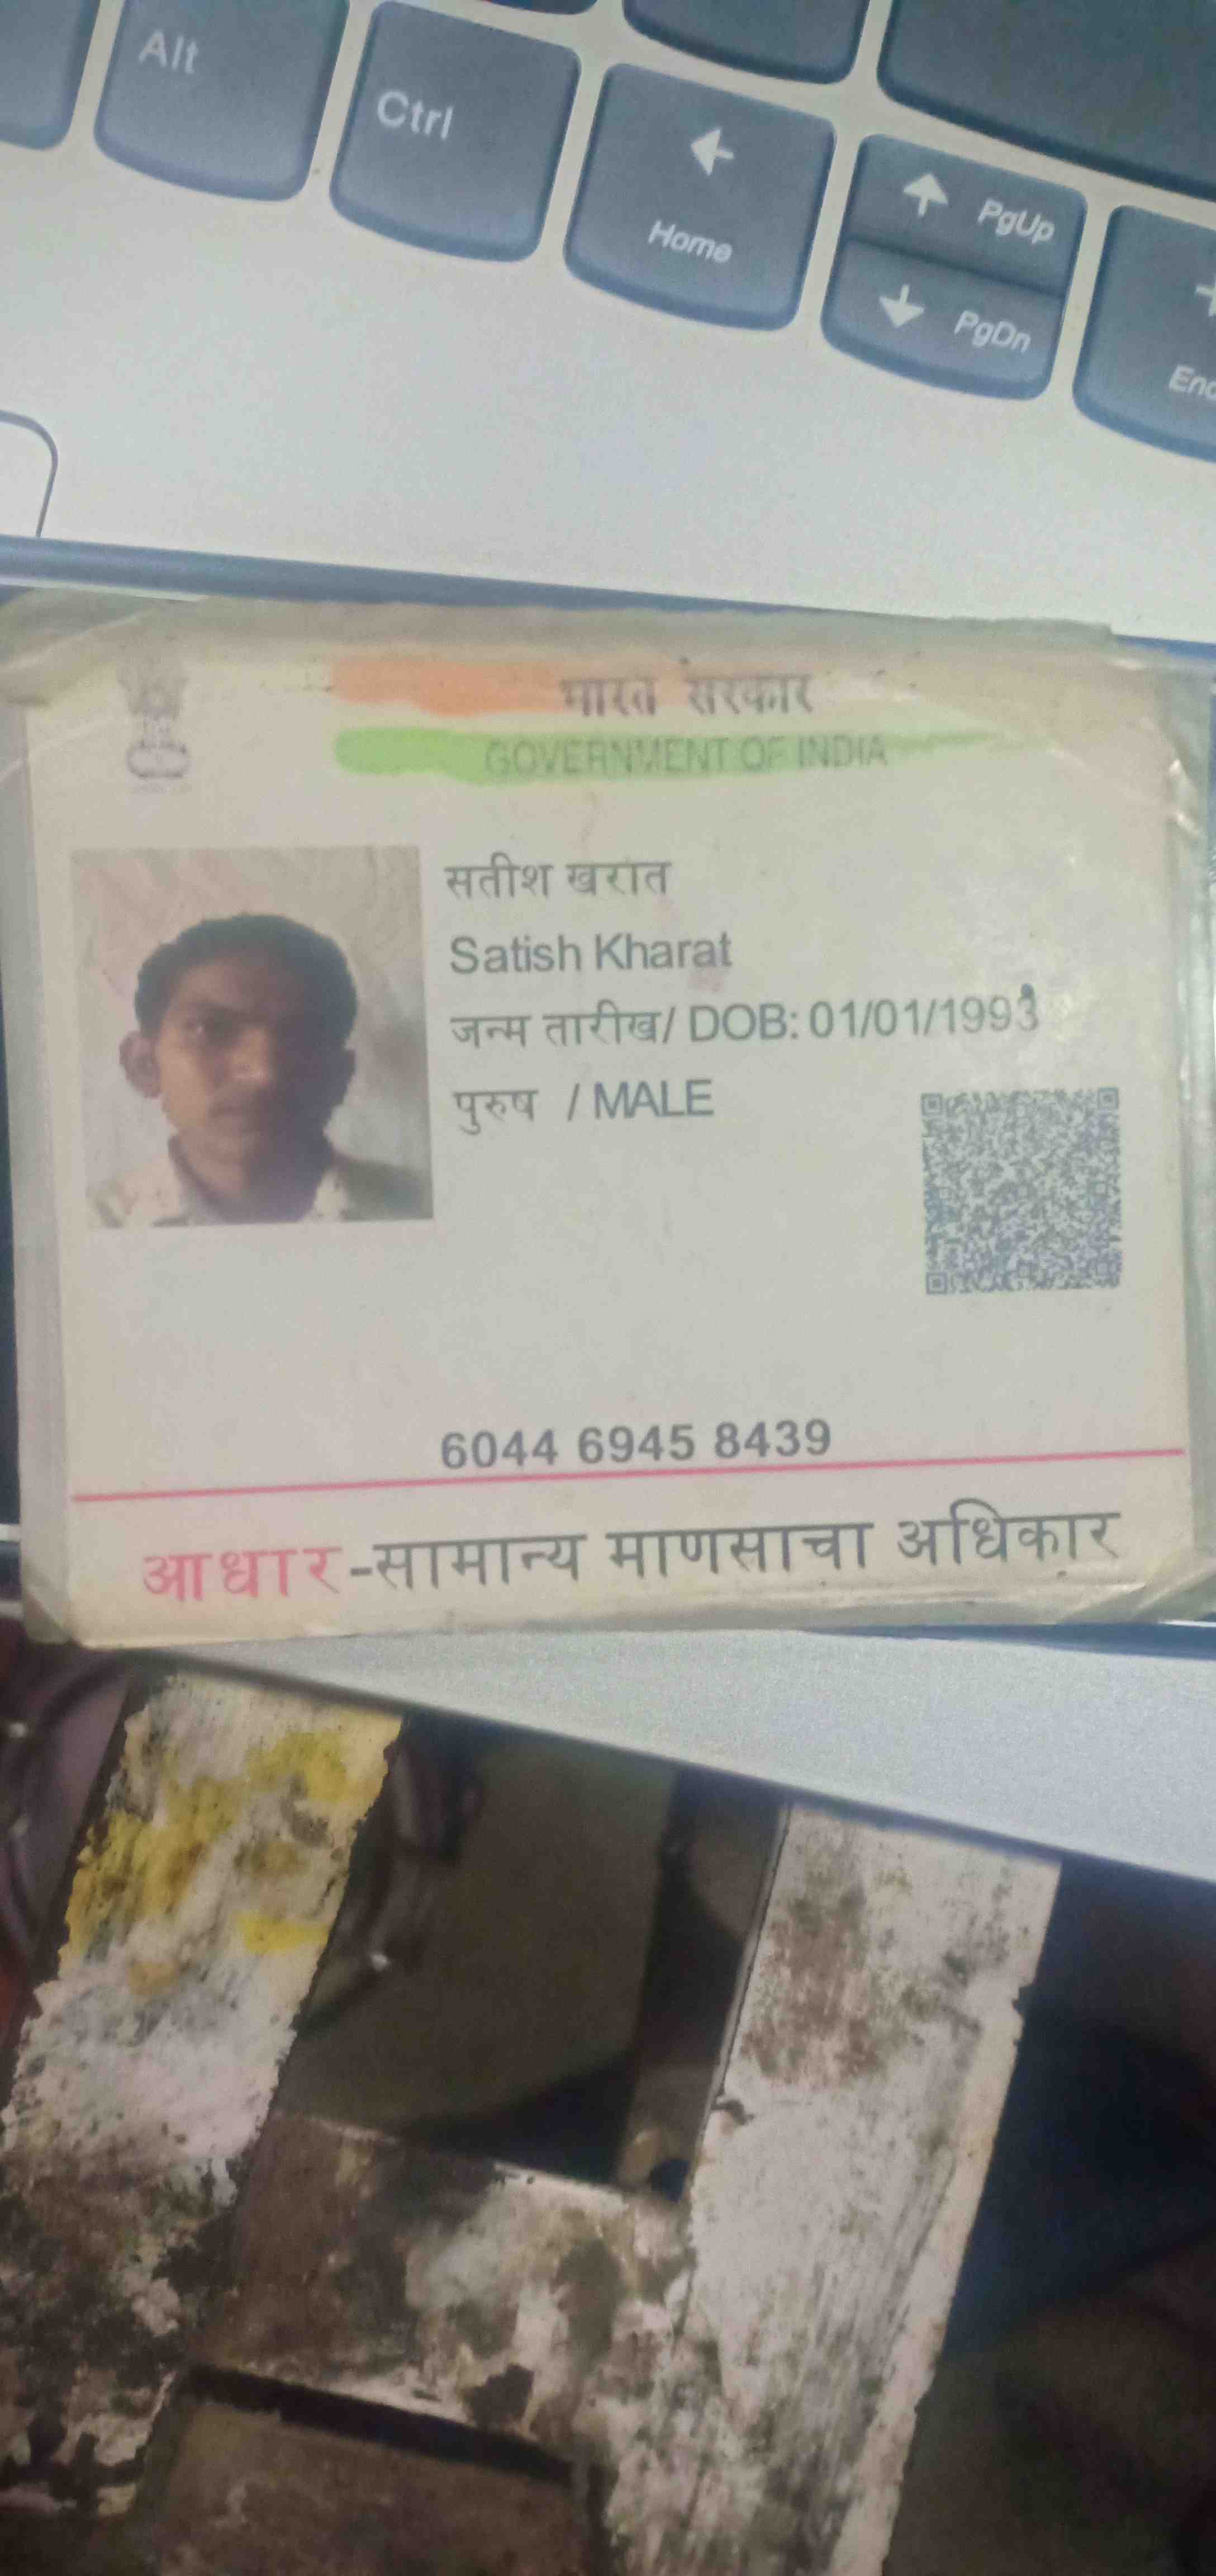 Alt
Ctrl
Home
PgUp
PgDn
भारत सरकार
GOVERNMENT OF INDIA
सतीश खरात
Satish Kharat
जन्म तारीख/ DOB: 01/01/1993
पुरुष / MALE
6044 6945 8439
आधार-सामान्य माणसाचा अधिकार